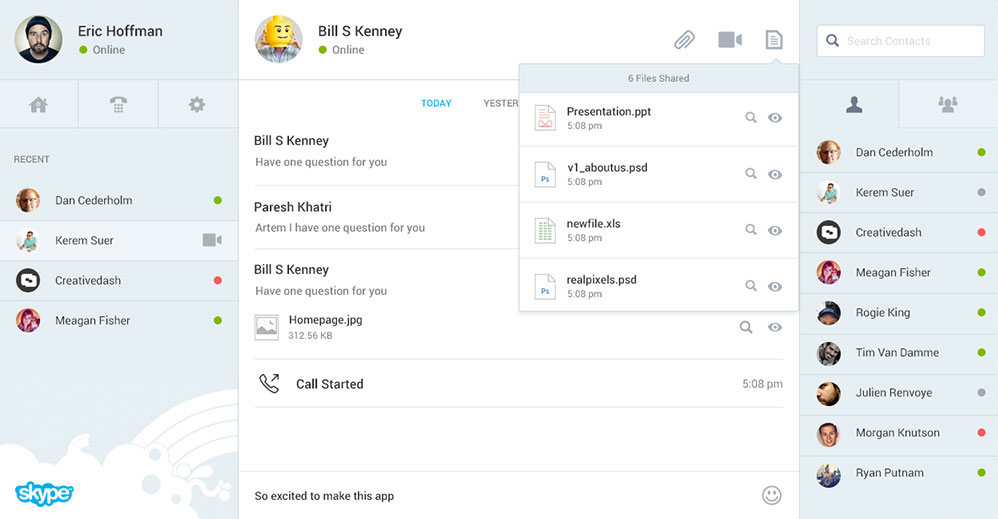 Eric Hoffman
Online
RECENT
Dan Cederholm
Kerem Suer
Creativedash
Meagan Fisher
skype
Bill S Kenney
Online
TODAY
YESTER
Bill S Kenney
Have one question for you
Paresh Khatri
Artem I have one question for you
Bill S Kenney
Have one question for you
Homepage.jpg
312.56 KB
Call Started 5:08 pm
So excited to make this app
6 Files Shared
Presentation.ppt
5:08 pm
v1_aboutus.psd
Ps
5:08 pm
newfile.xls
5:08 pm
realpixels.psd
Ps
5:08 pm
Search Contacts
Dan Cederholm
Kerem Suer
Creativedash
Meagan Fisher
Rogie King
Tim Van Damme
Julien Renvoye
Morgan Knutson
Ryan Putnam